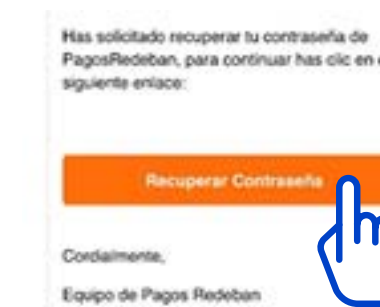 Has solicitado recuperar tu contraseña de
PagosRedeban, para continuar has clic en
siguiente enlace:
Recuperar Contraseña
Cordialmente,
Equipo de Pagos Redeban